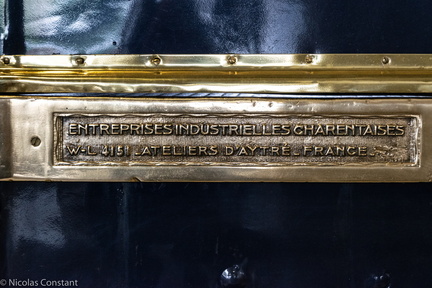 ENTREPRISES INDUSTRIELLES CHARENTAISES
W-L 4151 ATELIERS D'AYTRÉ FRANCE
© Nicolas Constant